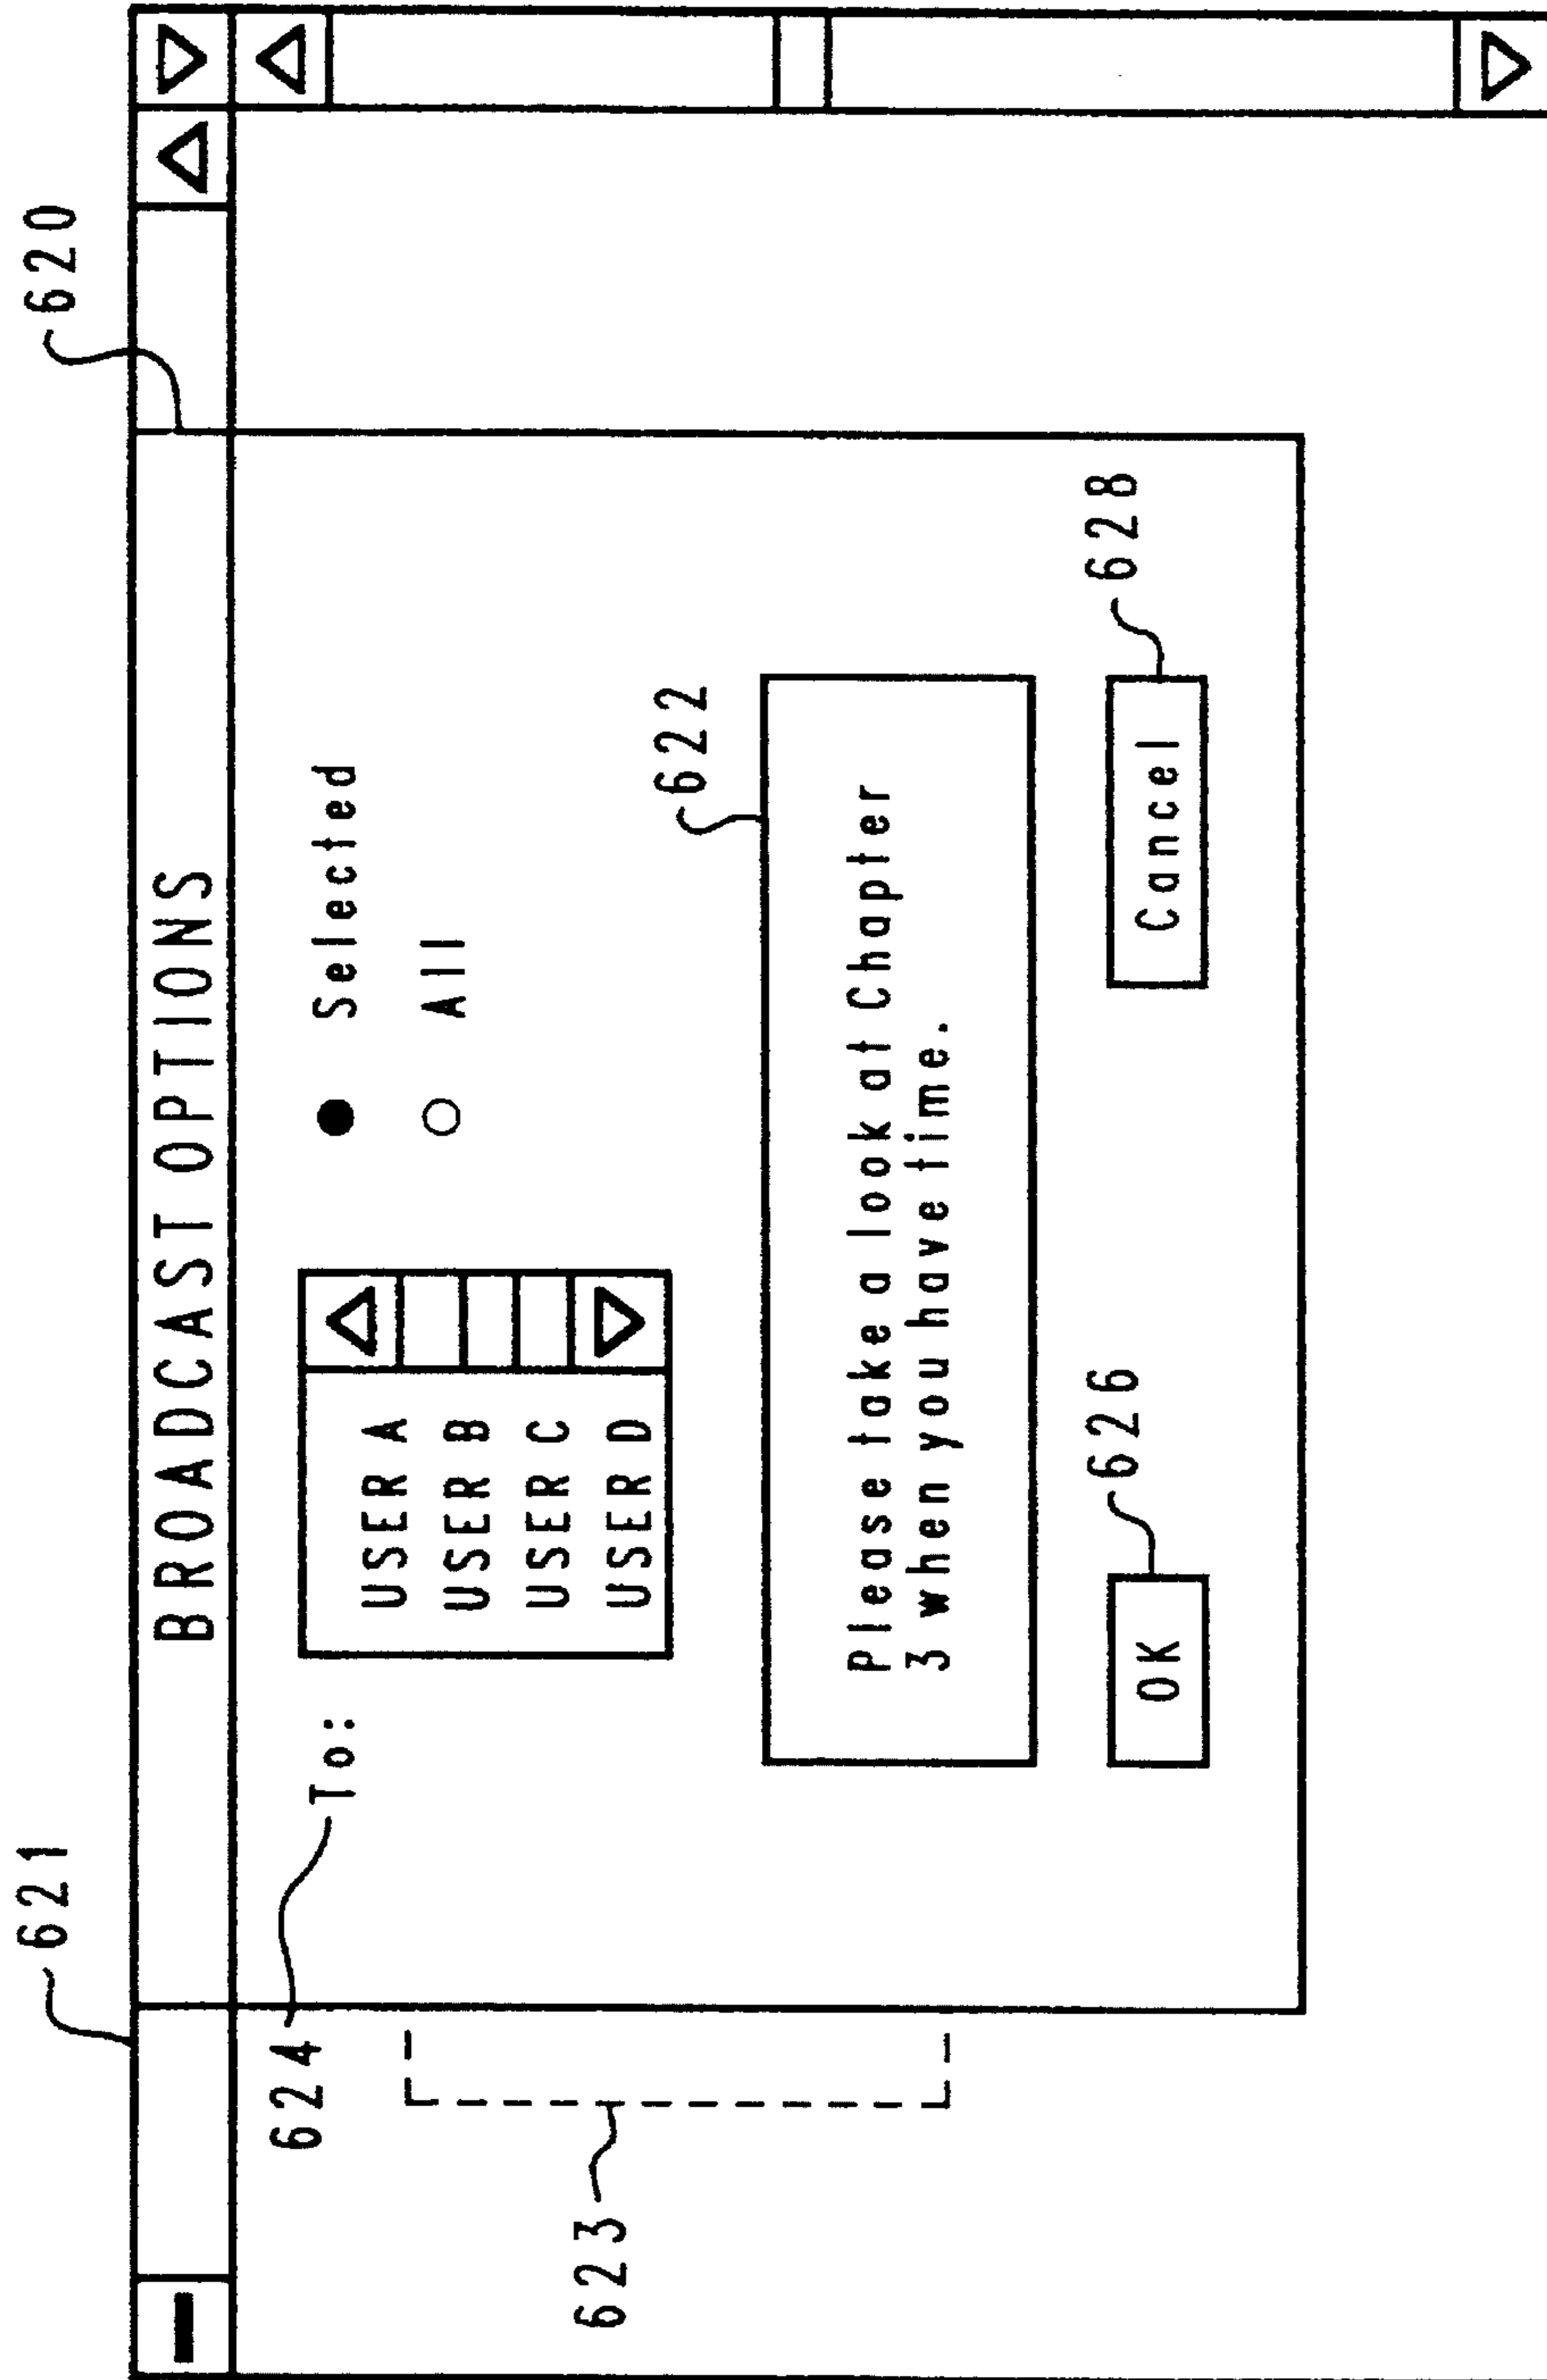 621
620
BROADCAST OPTIONS
624
To:
USER A
USER B
USER C
USER D
Selected
All
623
622
Please take a look at Chapter
3 when you have time.
626
628
OK
Cancel